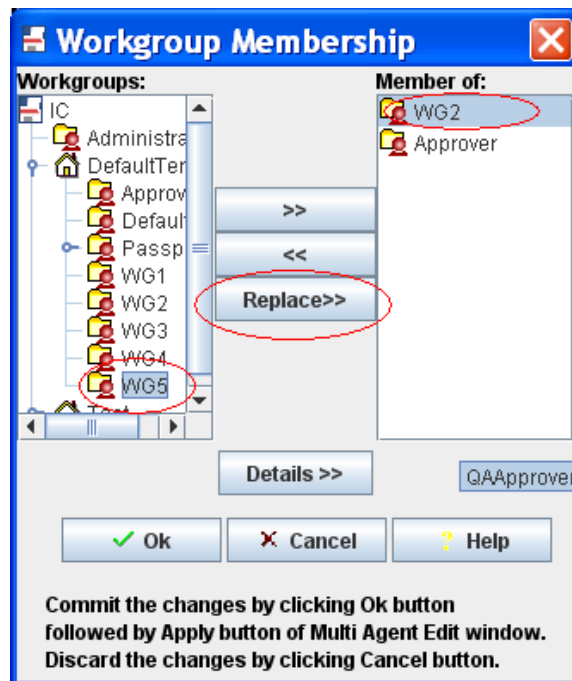 Workgroup Membership
Workgroups:
Member of:
IC
Administra
DefaultTer
Approv
Defaul
Passp
WG1
WG2
WG3
WG4
WG5
Test
>>
<<
Replace>>
WG2
Approver
Details >>
QAApprover
Ok
Cancel
? Help
Commit the changes by clicking Ok button
followed by Apply button of Multi Agent Edit window.
Discard the changes by clicking Cancel button.